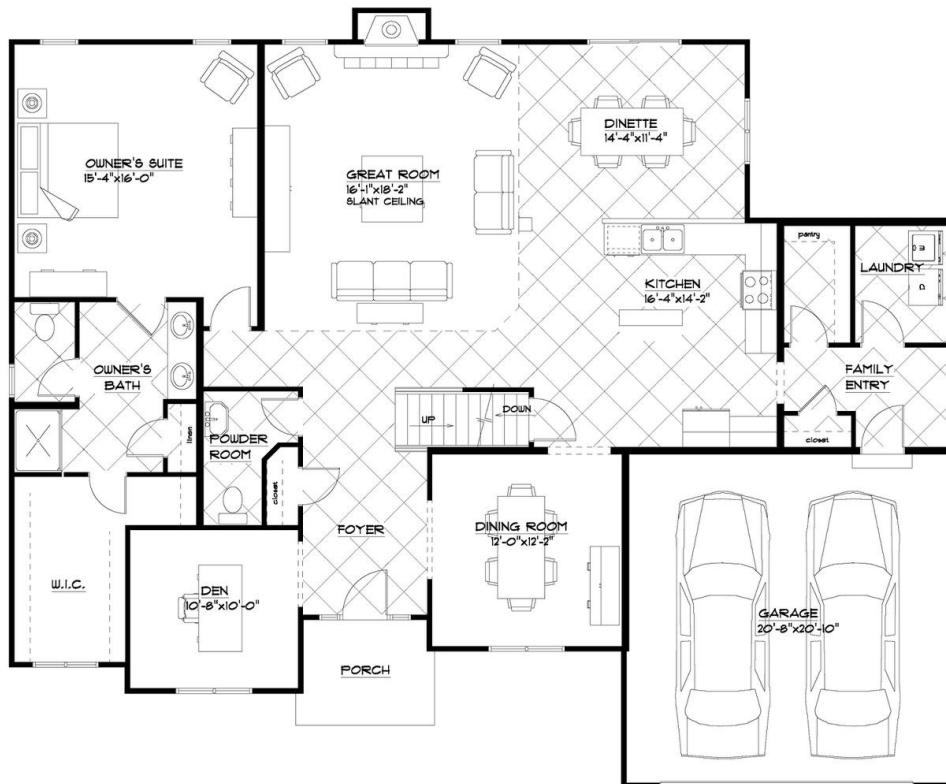 OWNER'S SUITE
15'-4"x16'-0"
GREAT ROOM
16'-1"x18'-2"
SLANT CEILING
DINETTE
14'-4"x11'-4"
KITCHEN
16'-4"x14'-2"
pantry
LAUNDRY
W
D
OWNER'S
BATH
linen
POWDER
ROOM
closet
UP
DOWN
FAMILY
ENTRY
closet
FOYER
DINING ROOM
12'-0"x12'-2"
W.I.C.
DEN
10'-8"x10'-0"
PORCH
GARAGE
20'-8"x20'-10"